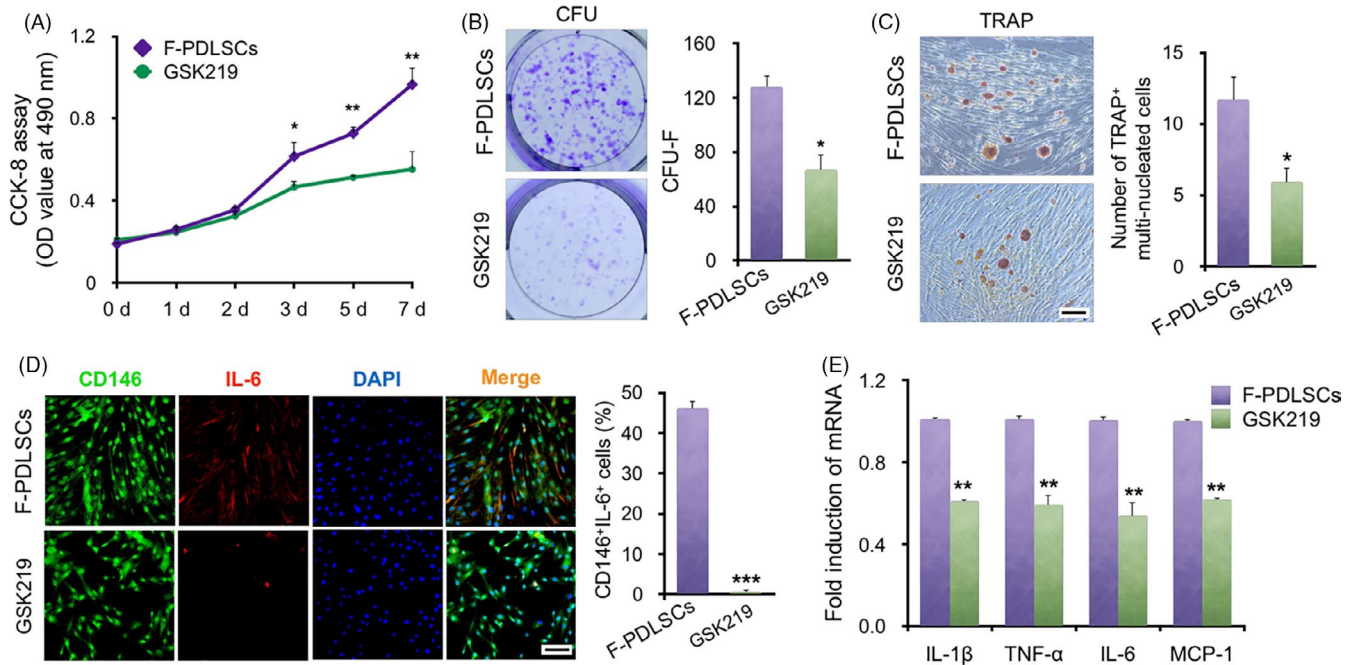 (A)
F-PDLSCs
GSK219
CCK-8 assay
(OD value at 490 nm)
1.2
0.8
0.4
0
*
**
**
0 d 1 d 2 d 3 d 5 d 7 d
(B)
CFU
F-PDLSCs
GSK219
CFU-F
160
120
80
40
0
*
F-PDLSCs
GSK219
(C)
TRAP
F-PDLSCs
GSK219
Number of TRAP+
multi-nucleated cells
15
10
5
0
*
F-PDLSCs
GSK219
(D)
CD146 IL-6 DAPI Merge
F-PDLSCs
GSK219
CD146+IL-6+ cells (%)
50
40
30
20
10
0
***
F-PDLSCs
GSK219
(E)
Fold induction of mRNA
1.2
0.9
0.6
0.3
0.0
F-PDLSCs
GSK219
** ** ** **
IL-1β TNF-α IL-6 MCP-1